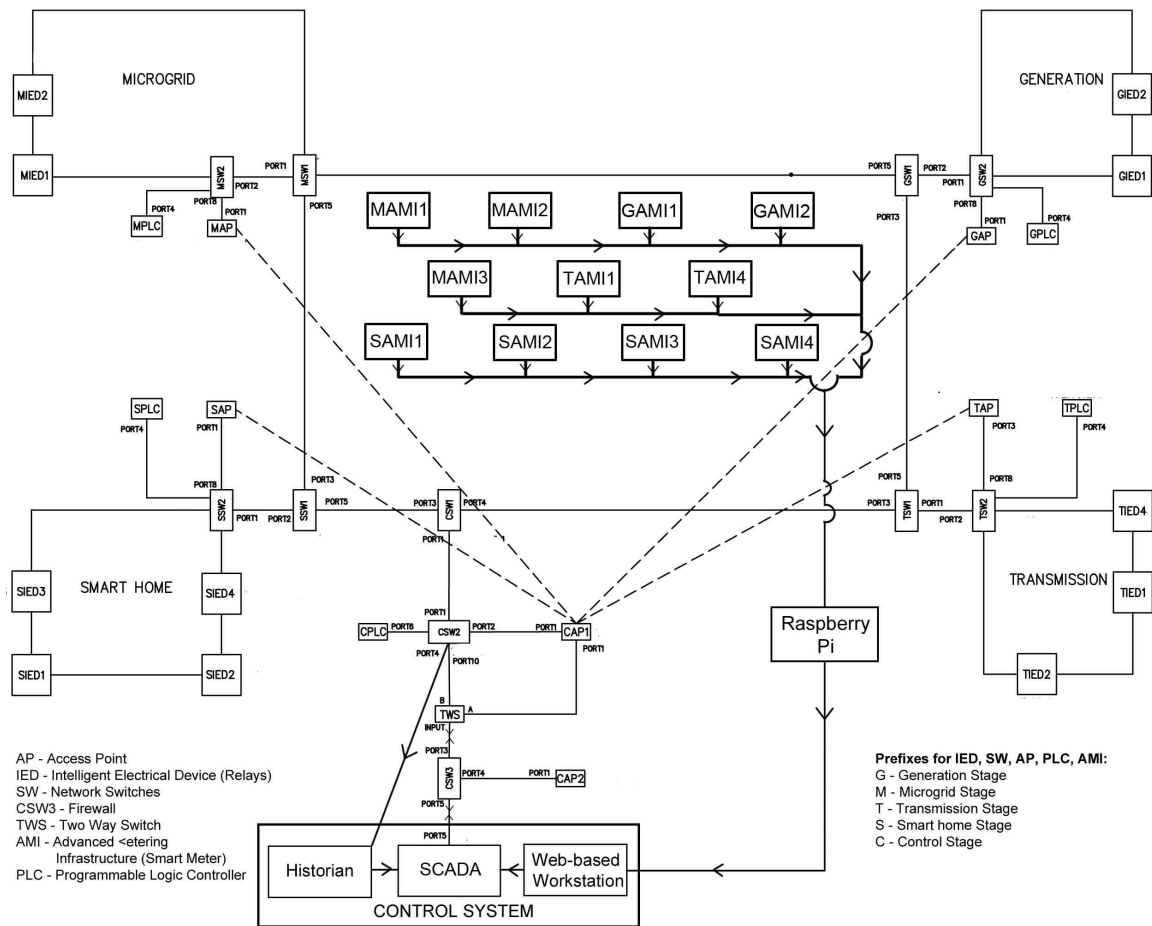 MICROGRID
GENERATION
MIED2
GIED2
MIED1
PORT1
MSW2
PORT2
MSW1
PORT5
GSW1
PORT2
PORT1
GSW2
GIED1
PORT8
PORT4
PORT1
PORT5
MPLC
MAP
PORT3
PORT8
PORT1
PORT4
GAP
GPLC
MAMI1
MAMI2
GAMI1
GAMI2
MAMI3
TAMI1
TAMI4
SAMI1
SAMI2
SAMI3
SAMI4
SPLC
SAP
PORT4
PORT1
TAP
TPLC
PORT3
PORT4
PORT8
PORT3
PORT5
PORT8
SSW2
PORT1
PORT2
SSW1
PORT5
PORT3
CSW1
PORT4
PORT3
TSW1
PORT1
PORT2
TSW2
TIED4
PORT1
SIED3
SMART HOME
SIED4
TRANSMISSION
TIED1
SIED1
SIED2
TIED2
PORT1
CPLC
PORT6
CSW2
PORT2
PORT1
CAP1
PORT4
PORT10
PORT1
Raspberry
Pi
B
TWS
A
INPUT
PORT3
CSW3
PORT4
PORT1
CAP2
PORT5
PORT5
Historian
SCADA
Web-based
Workstation
CONTROL SYSTEM
AP - Access Point
IED - Intelligent Electrical Device (Relays)
SW - Network Switches
CSW3 - Firewall
TWS - Two Way Switch
AMI - Advanced <etering
Infrastructure (Smart Meter)
PLC - Programmable Logic Controller
Prefixes for IED, SW, AP, PLC, AMI:
G - Generation Stage
M - Microgrid Stage
T - Transmission Stage
S - Smart home Stage
C - Control Stage